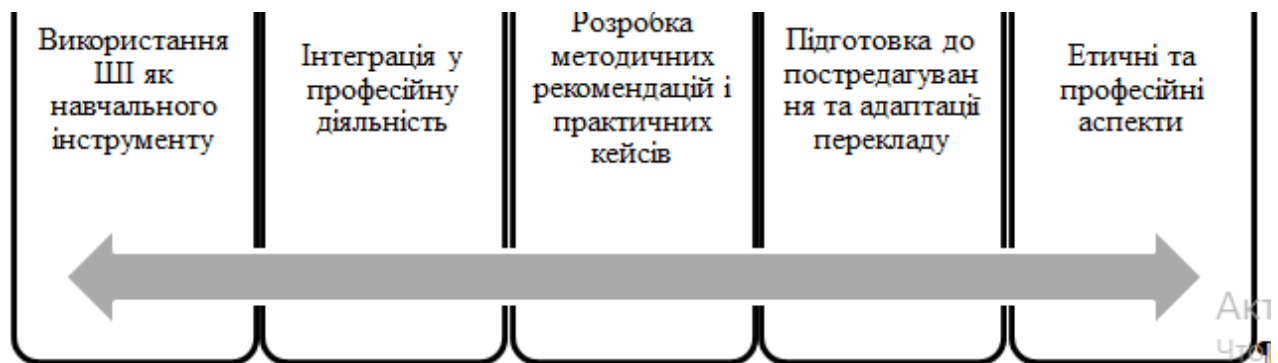 Використання
ШІ як
навчального
інструменту
Інтеграція у
професійну
діяльність
Розробка
методичних
рекомендацій і
практичних
кейсів
Підготовка до
постредагуван
ня та адаптації
перекладу
Етичні та
професійні
аспекти